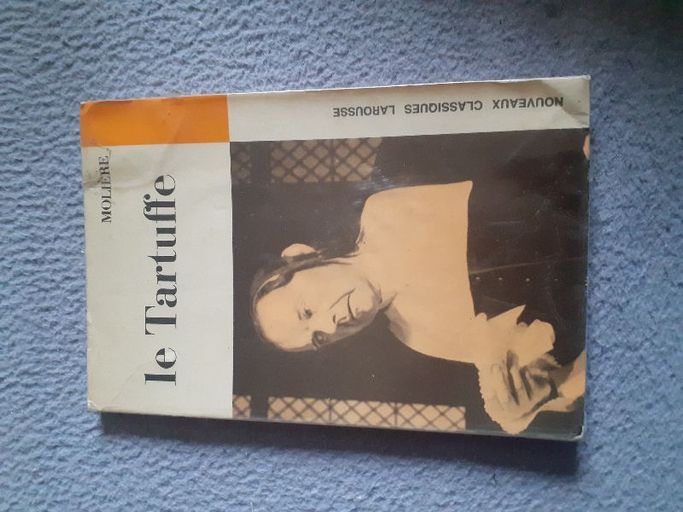 MOLIÈRE
le Tartuffe
NOUVEAUX CLASSIQUES LAROUSSE